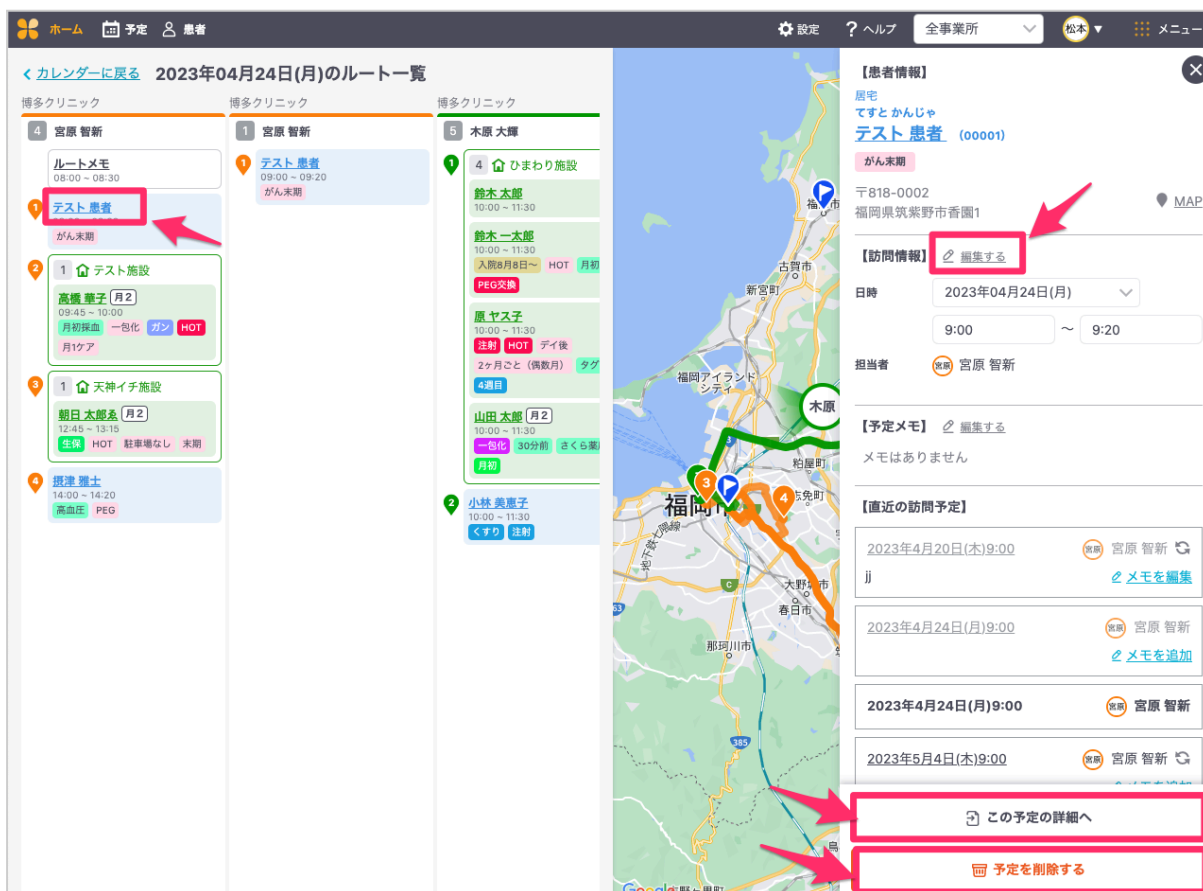 ホーム 予定 患者 設定 ? ヘルプ 全事業所 松本 ▼ メニュー
カレンダーに戻る 2023年04月24日(月)のルート一覧
博多クリニック
4 宮原 智新
ルートメモ
08:00 ~ 08:30
1 テスト 患者
がん末期
2 1 テスト施設
高橋 華子 月2
09:45 ~ 10:00
月初採血 一包化 ガン HOT
月1ケア
3 1 天神イチ施設
朝日 太郎ゑ 月2
12:45 ~ 13:15
生保 HOT 駐車場なし 末期
4 摂津 雅士
14:00 ~ 14:20
高血圧 PEG
博多クリニック
1 宮原 智新
1 テスト 患者
09:00 ~ 09:20
がん末期
博多クリニック
5 木原 大輝
1 4 ひまわり施設
鈴木 太郎
10:00 ~ 11:30
鈴木 一太郎
10:00 ~ 11:30
入院8月8日〜 HOT 月初
PEG交換
原 ヤス子
10:00 ~ 11:30
注射 HOT デイ後
2ヶ月ごと（偶数月） タグ
4週目
山田 太郎 月2
10:00 ~ 11:30
一包化 30分前 さくら薬
月初
2 小林 美恵子
10:00 ~ 11:30
くすり 注射
古賀市
新宮町
福岡アイランド
シティ
木原
3
粕屋町
3
4
志免町
福岡市
地下鉄七隈線
C
大野城市
春日市
263
那珂川市
385
Google
【患者情報】
居宅
てすと かんじゃ
テスト 患者 (00001)
がん末期
〒818-0002
福岡県筑紫野市香園1
MAP
【訪問情報】 編集する
日時 2023年04月24日(月)
9:00 〜 9:20
担当者 宮原 宮原 智新
【予定メモ】 編集する
メモはありません
【直近の訪問予定】
2023年4月20日(木)9:00 宮原 宮原 智新
jj メモを編集
2023年4月24日(月)9:00 宮原 宮原 智新
メモを追加
2023年4月24日(月)9:00 宮原 宮原 智新
2023年5月4日(木)9:00 宮原 宮原 智新
この予定の詳細へ
予定を削除する